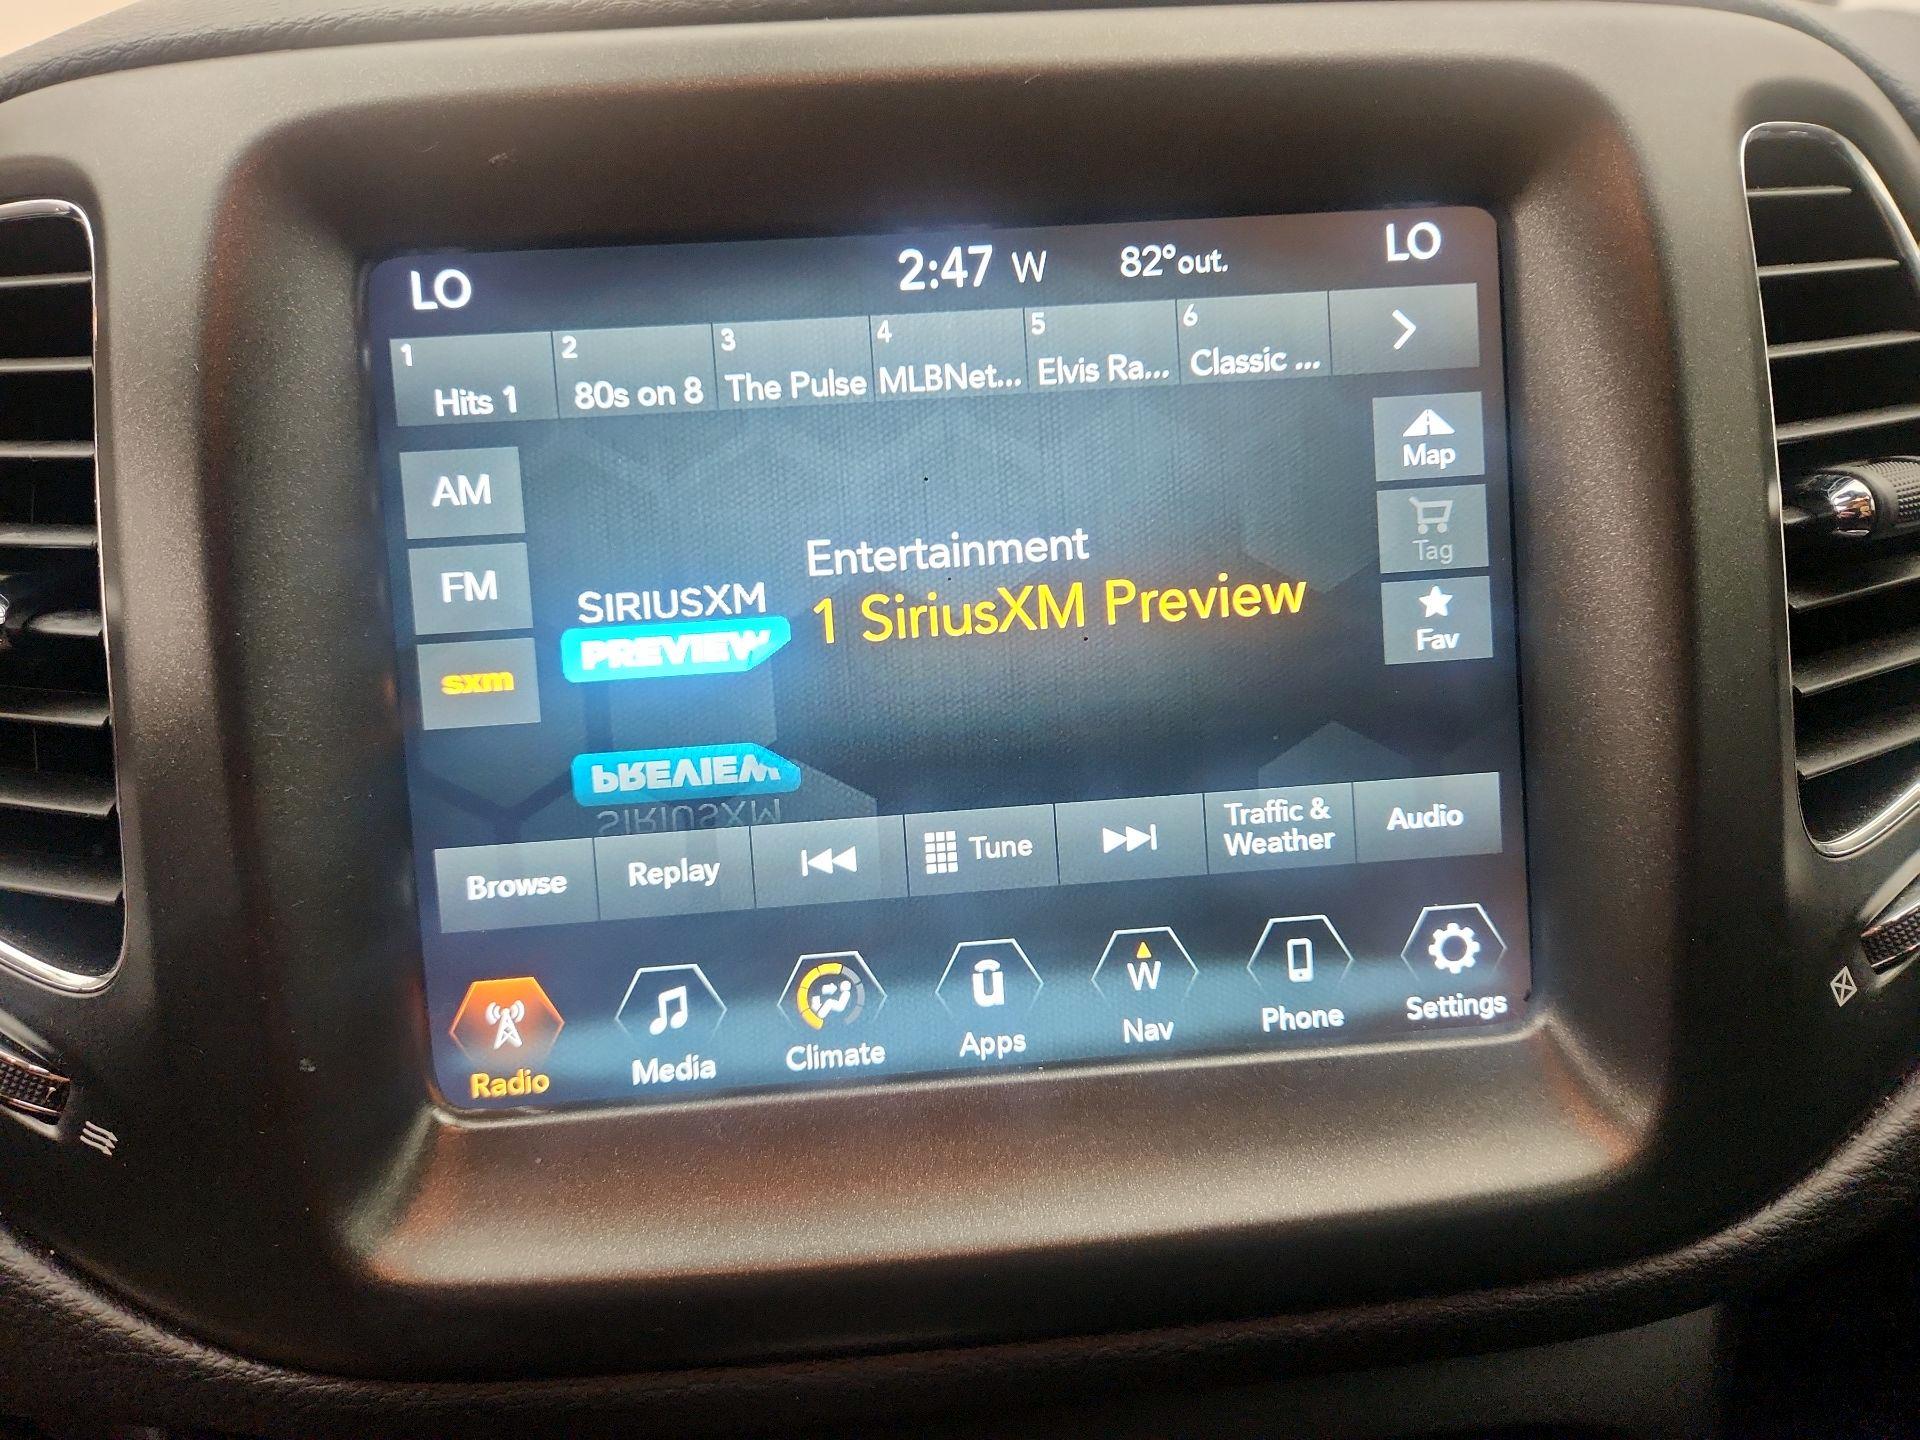 LO 2:47 W 82°out. LO
1 Hits 1
2 80s on 8
3 The Pulse
4 MLBNet...
5 Elvis Ra...
6 Classic ...
AM
FM
sxm
SIRIUSXM
PREVIEW
Entertainment
1 SiriusXM Preview
Map
Tag
Fav
PREVIEW
SIRIUSXM
Browse
Replay
Tune
Traffic &
Weather
Audio
Radio
Media
Climate
u
Apps
W
Nav
Phone
Settings